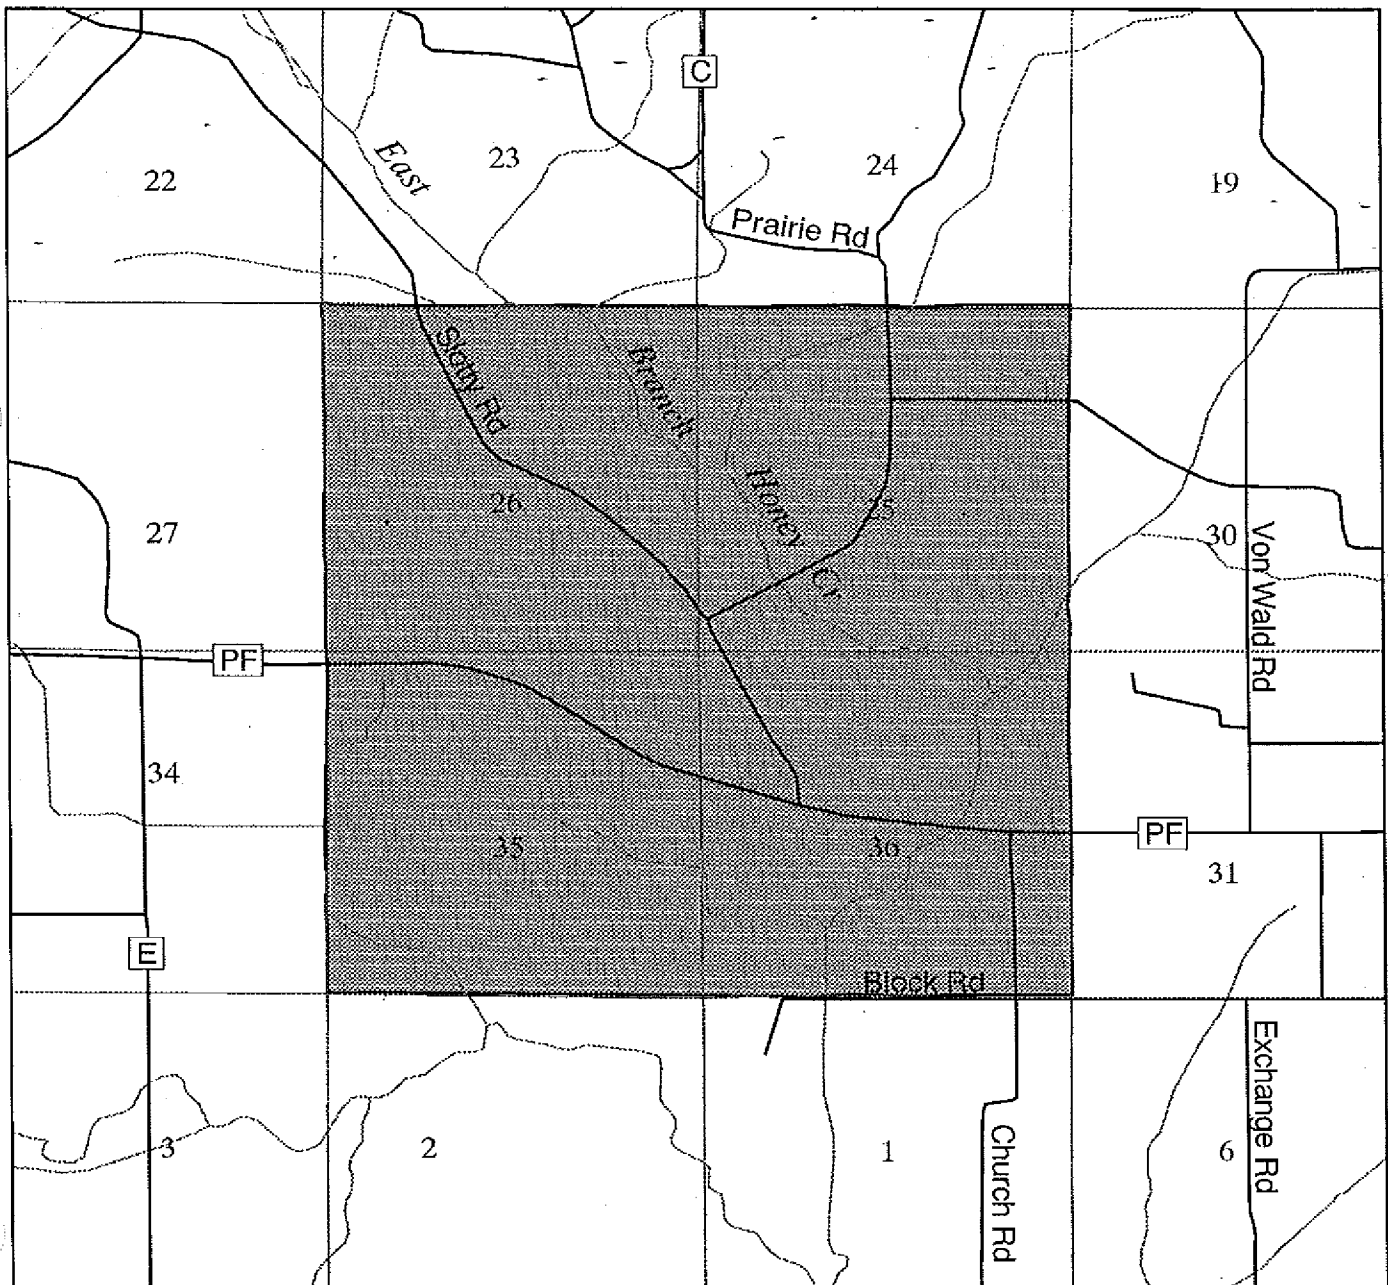 C
22
East
23
24
19
Prairie Rd
Slaty Rd
Branch
26
Honey
25
27
30
Von Wald Rd
Cr
PF
34
35
36
PF
31
E
Block Rd
3
2
1
Church Rd
6
Exchange Rd